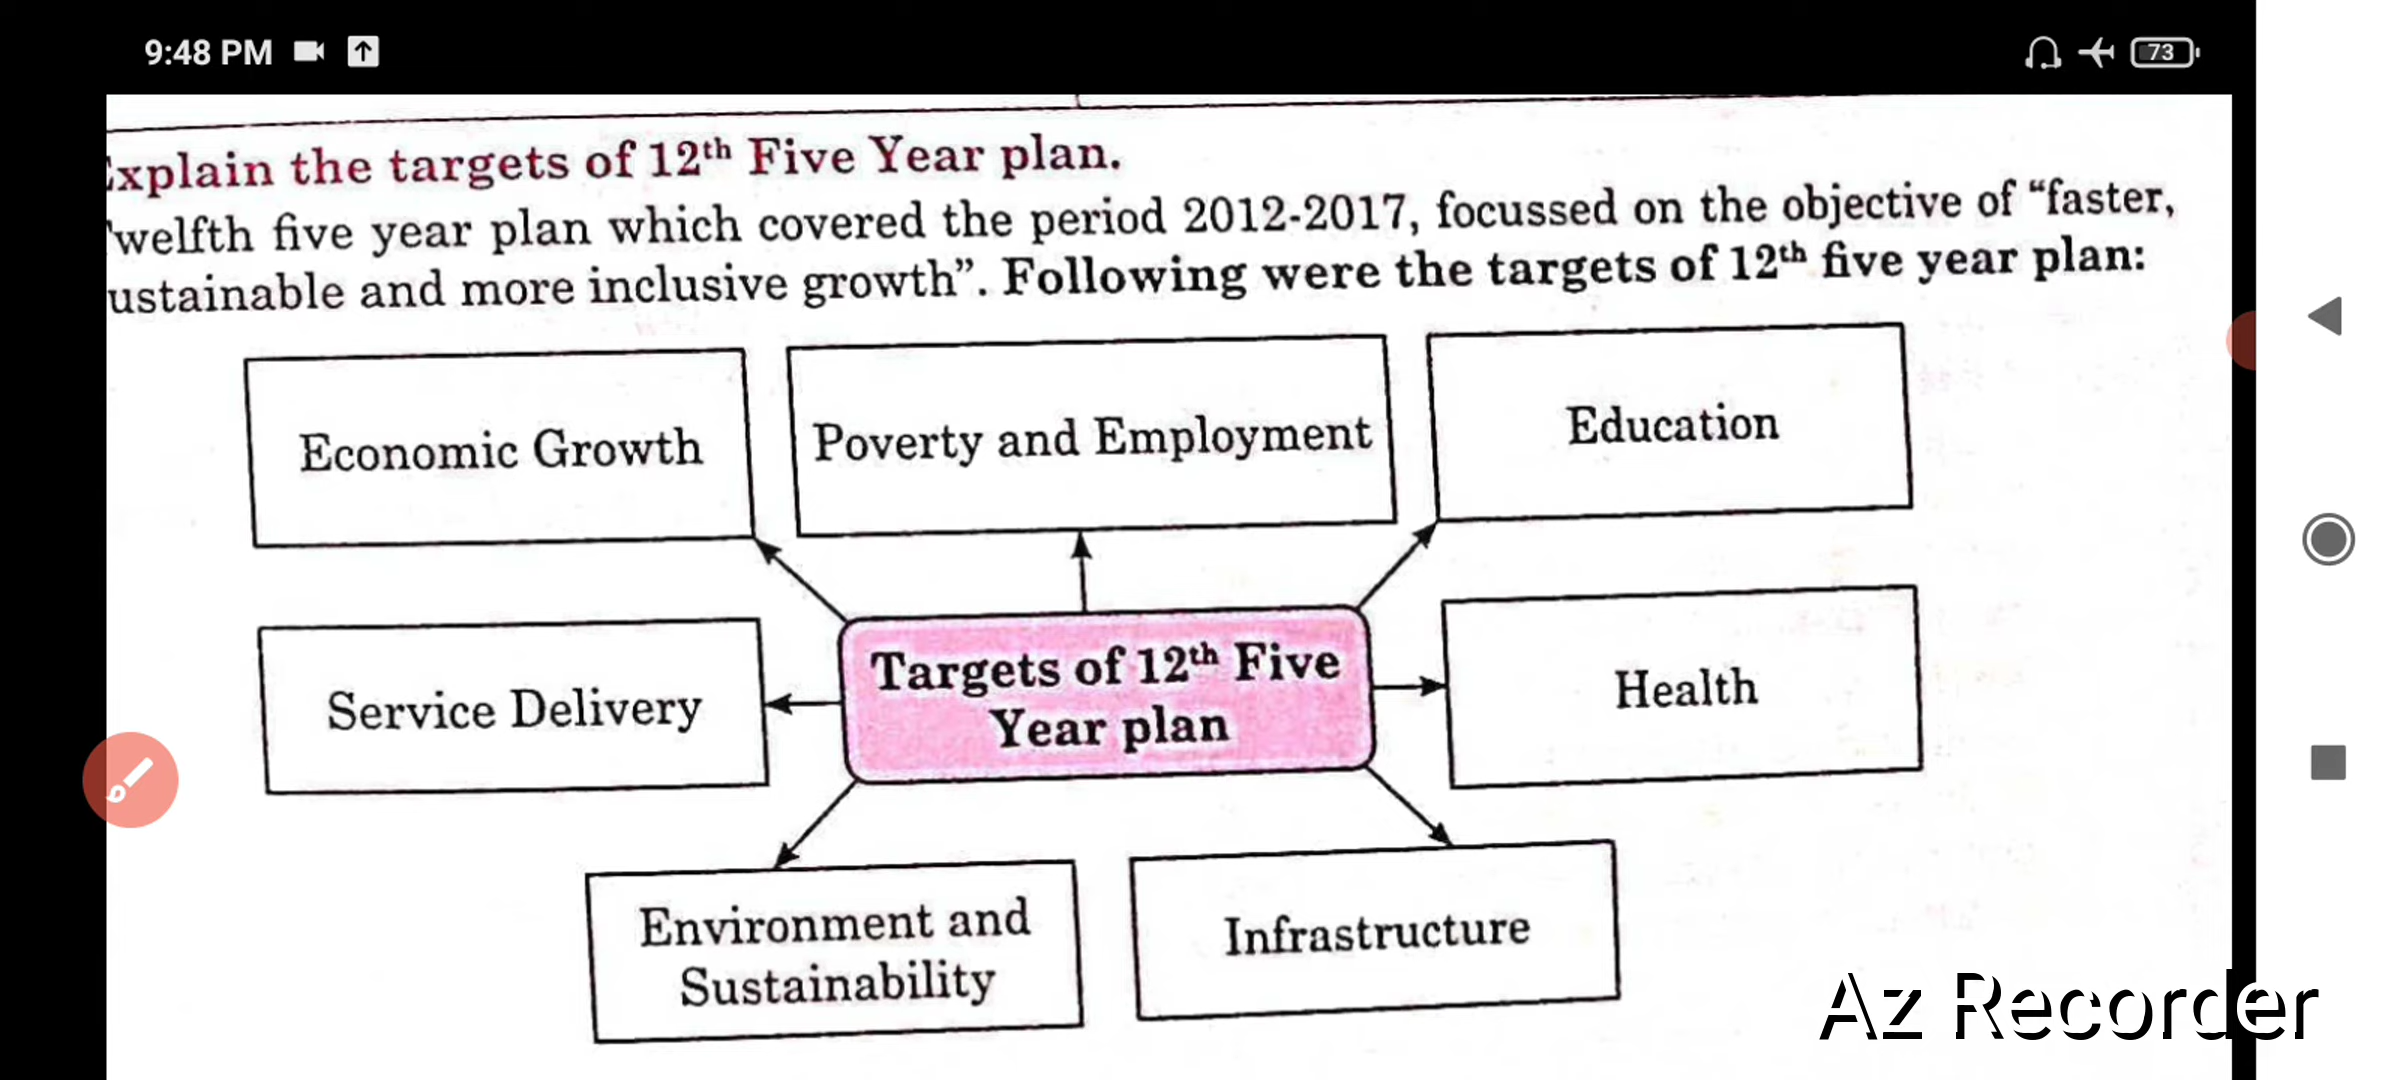 9:48 PM
73
Explain the targets of 12th Five Year plan.
welfth five year plan which covered the period 2012-2017, focussed on the objective of “faster,
ustainable and more inclusive growth”. Following were the targets of 12th five year plan:
Economic Growth
Poverty and Employment
Education
Service Delivery
Targets of 12th Five
Year plan
Health
Environment and
Sustainability
Infrastructure
Az Recorder